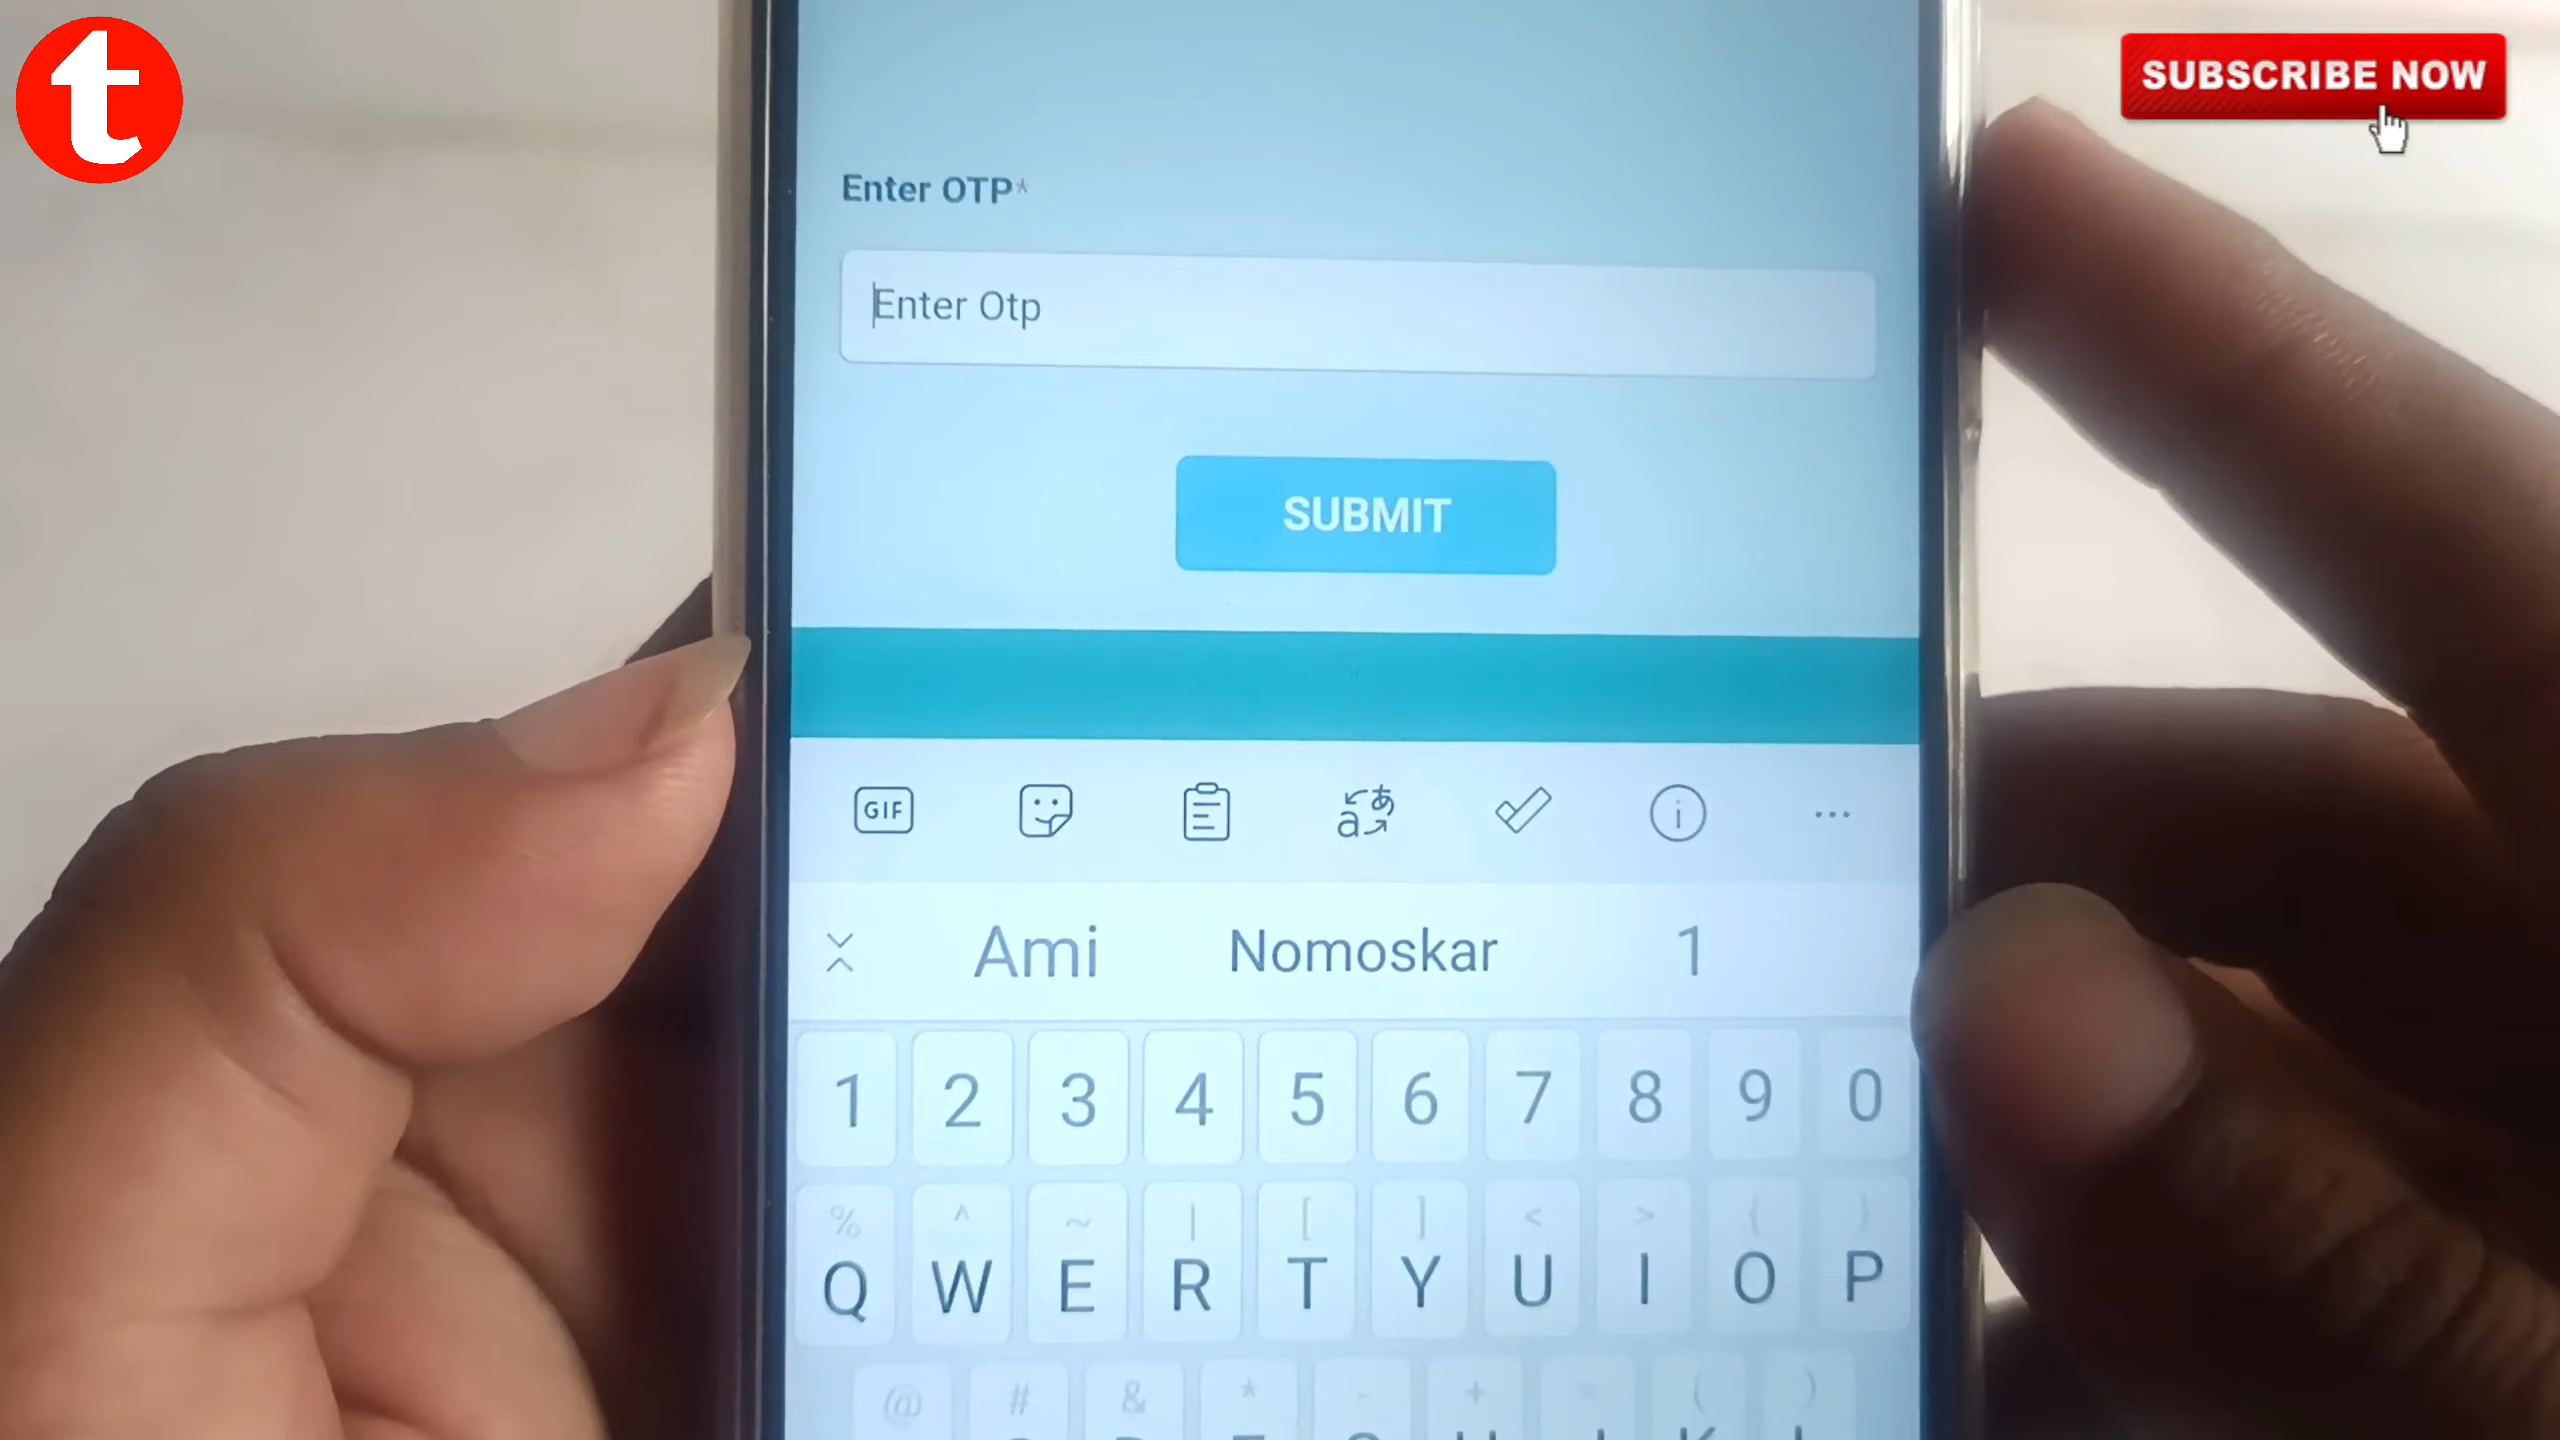 t
SUBSCRIBE NOW
Enter OTP*
Enter Otp
SUBMIT
GIF
a あ
i
...
Ami Nomoskar 1
1 2 3 4 5 6 7 8 9 0
% ^ ~ | [ ] < > { }
Q W E R T Y U I O P
@ # & * - + = ( )